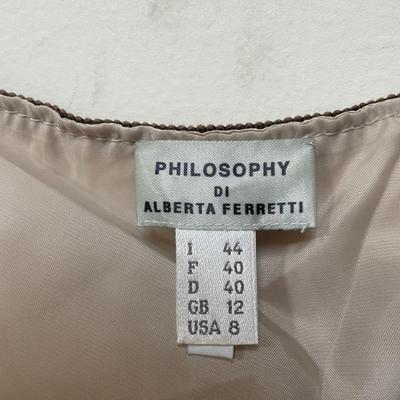 PHILOSOPHY
DI
ALBERTA FERRETTI
I 44
F 40
D 40
GB 12
USA 8